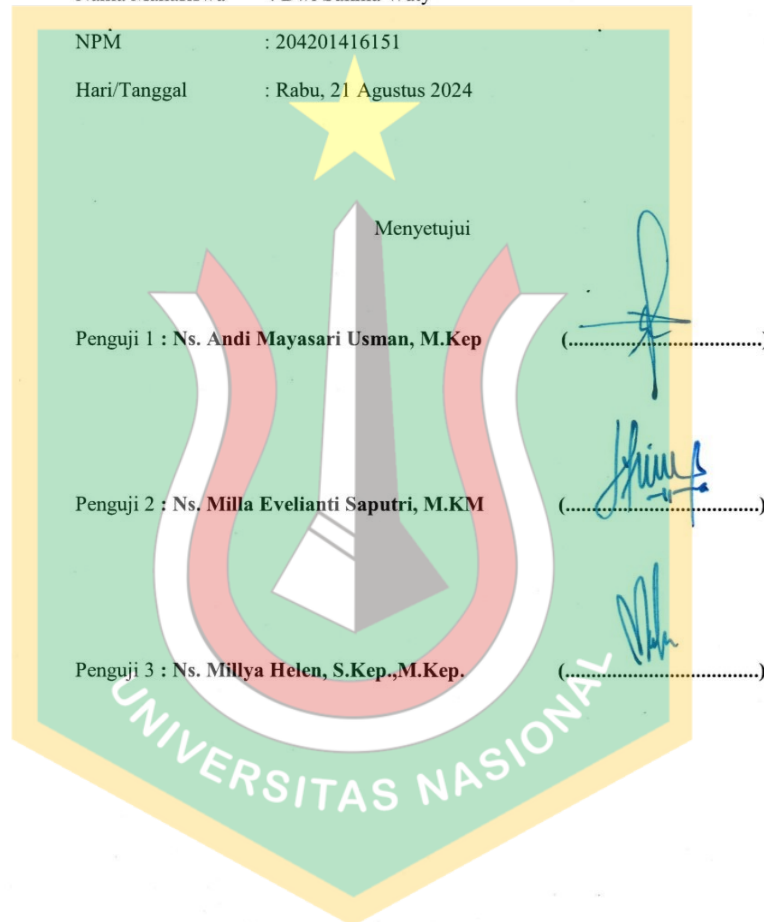 NPM : 204201416151
Hari/Tanggal : Rabu, 21 Agustus 2024
Menyetujui
Penguji 1 : Ns. Andi Mayasari Usman, M.Kep (..................................)
Penguji 2 : Ns. Milla Evelianti Saputri, M.KM (..................................)
Penguji 3 : Ns. Millya Helen, S.Kep.,M.Kep. (..................................)
UNIVERSITAS NASIONAL